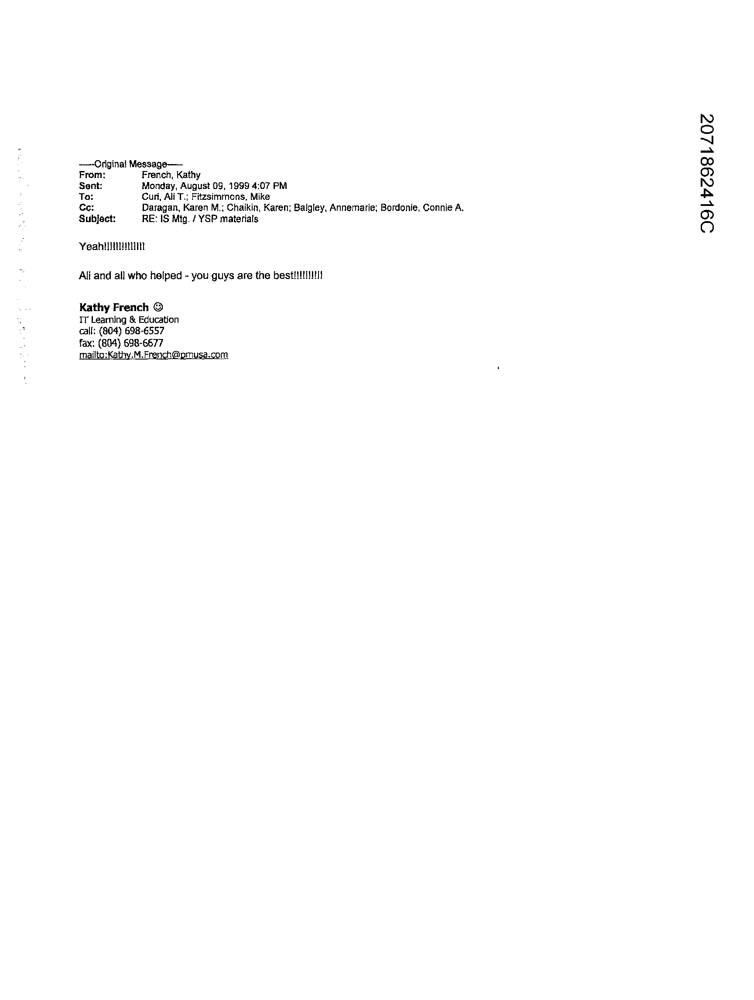 -----Original Message-----
From: French, Kathy
Sent: Monday, August 09, 1999 4:07 PM
To: Curi, Ali T.; Fitzsimmons, Mike
Cc: Daragan, Karen M.; Chaikin, Karen; Balgley, Annemarie; Bordonie, Connie A.
Subject: RE: IS Mtg. / YSP materials
Yeah!!!!!!!!!!!!!!
Ali and all who helped - you guys are the best!!!!!!!!!!
Kathy French ☺
IT Learning & Education
call: (804) 698-6557
fax: (804) 698-6677
mailto:Kathy.M.French@pmusa.com
2071862416C